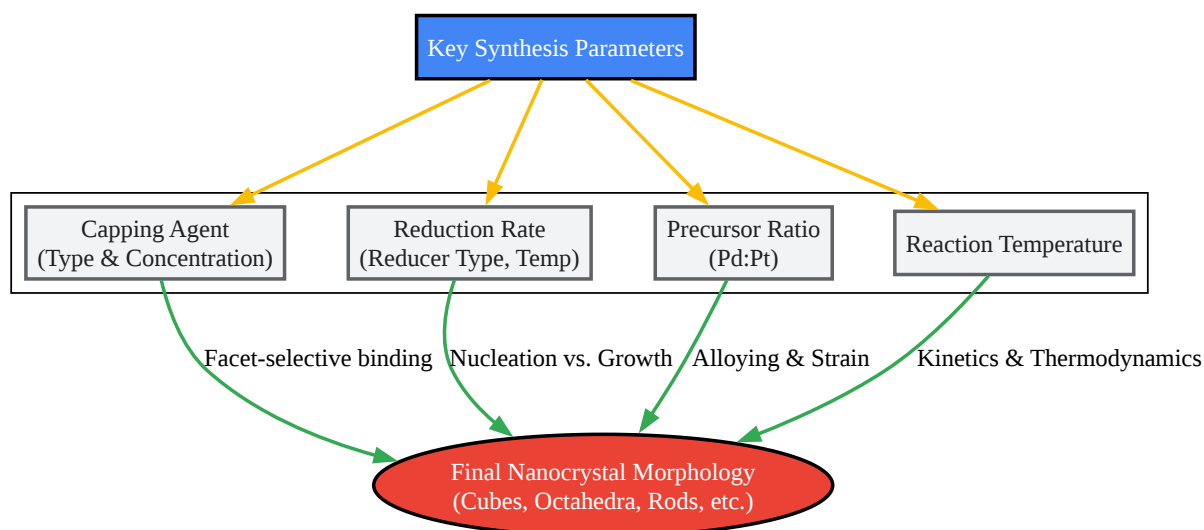 Key Synthesis Parameters
Capping Agent
(Type & Concentration)
Reduction Rate
(Reducer Type, Temp)
Precursor Ratio
(Pd:Pt)
Reaction Temperature
Facet-selective binding
Nucleation vs. Growth
Alloying & Strain
Kinetics & Thermodynamics
Final Nanocrystal Morphology
(Cubes, Octahedra, Rods, etc.)